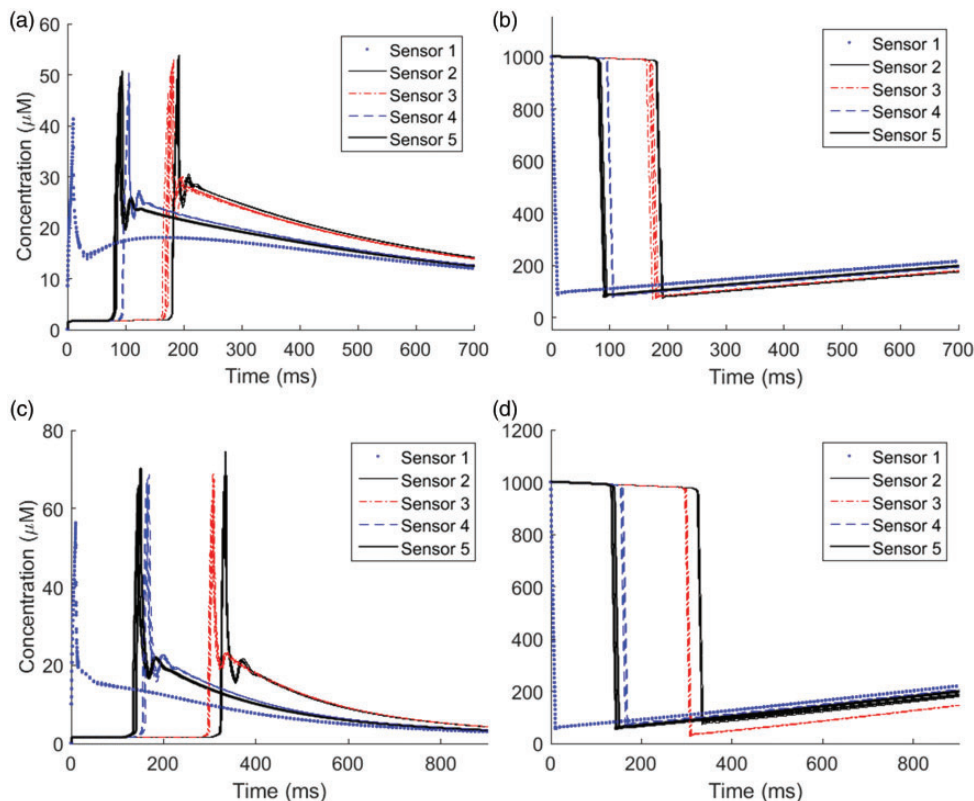 (a)
60
50
40
30
20
10
0
Concentration (μM)
0 100 200 300 400 500 600 700
Time (ms)
Sensor 1
Sensor 2
Sensor 3
Sensor 4
Sensor 5
(b)
1000
800
600
400
200
0
0 100 200 300 400 500 600 700
Time (ms)
Sensor 1
Sensor 2
Sensor 3
Sensor 4
Sensor 5
(c)
80
60
40
20
0
Concentration (μM)
0 200 400 600 800
Time (ms)
Sensor 1
Sensor 2
Sensor 3
Sensor 4
Sensor 5
(d)
1200
1000
800
600
400
200
0
0 200 400 600 800
Time (ms)
Sensor 1
Sensor 2
Sensor 3
Sensor 4
Sensor 5